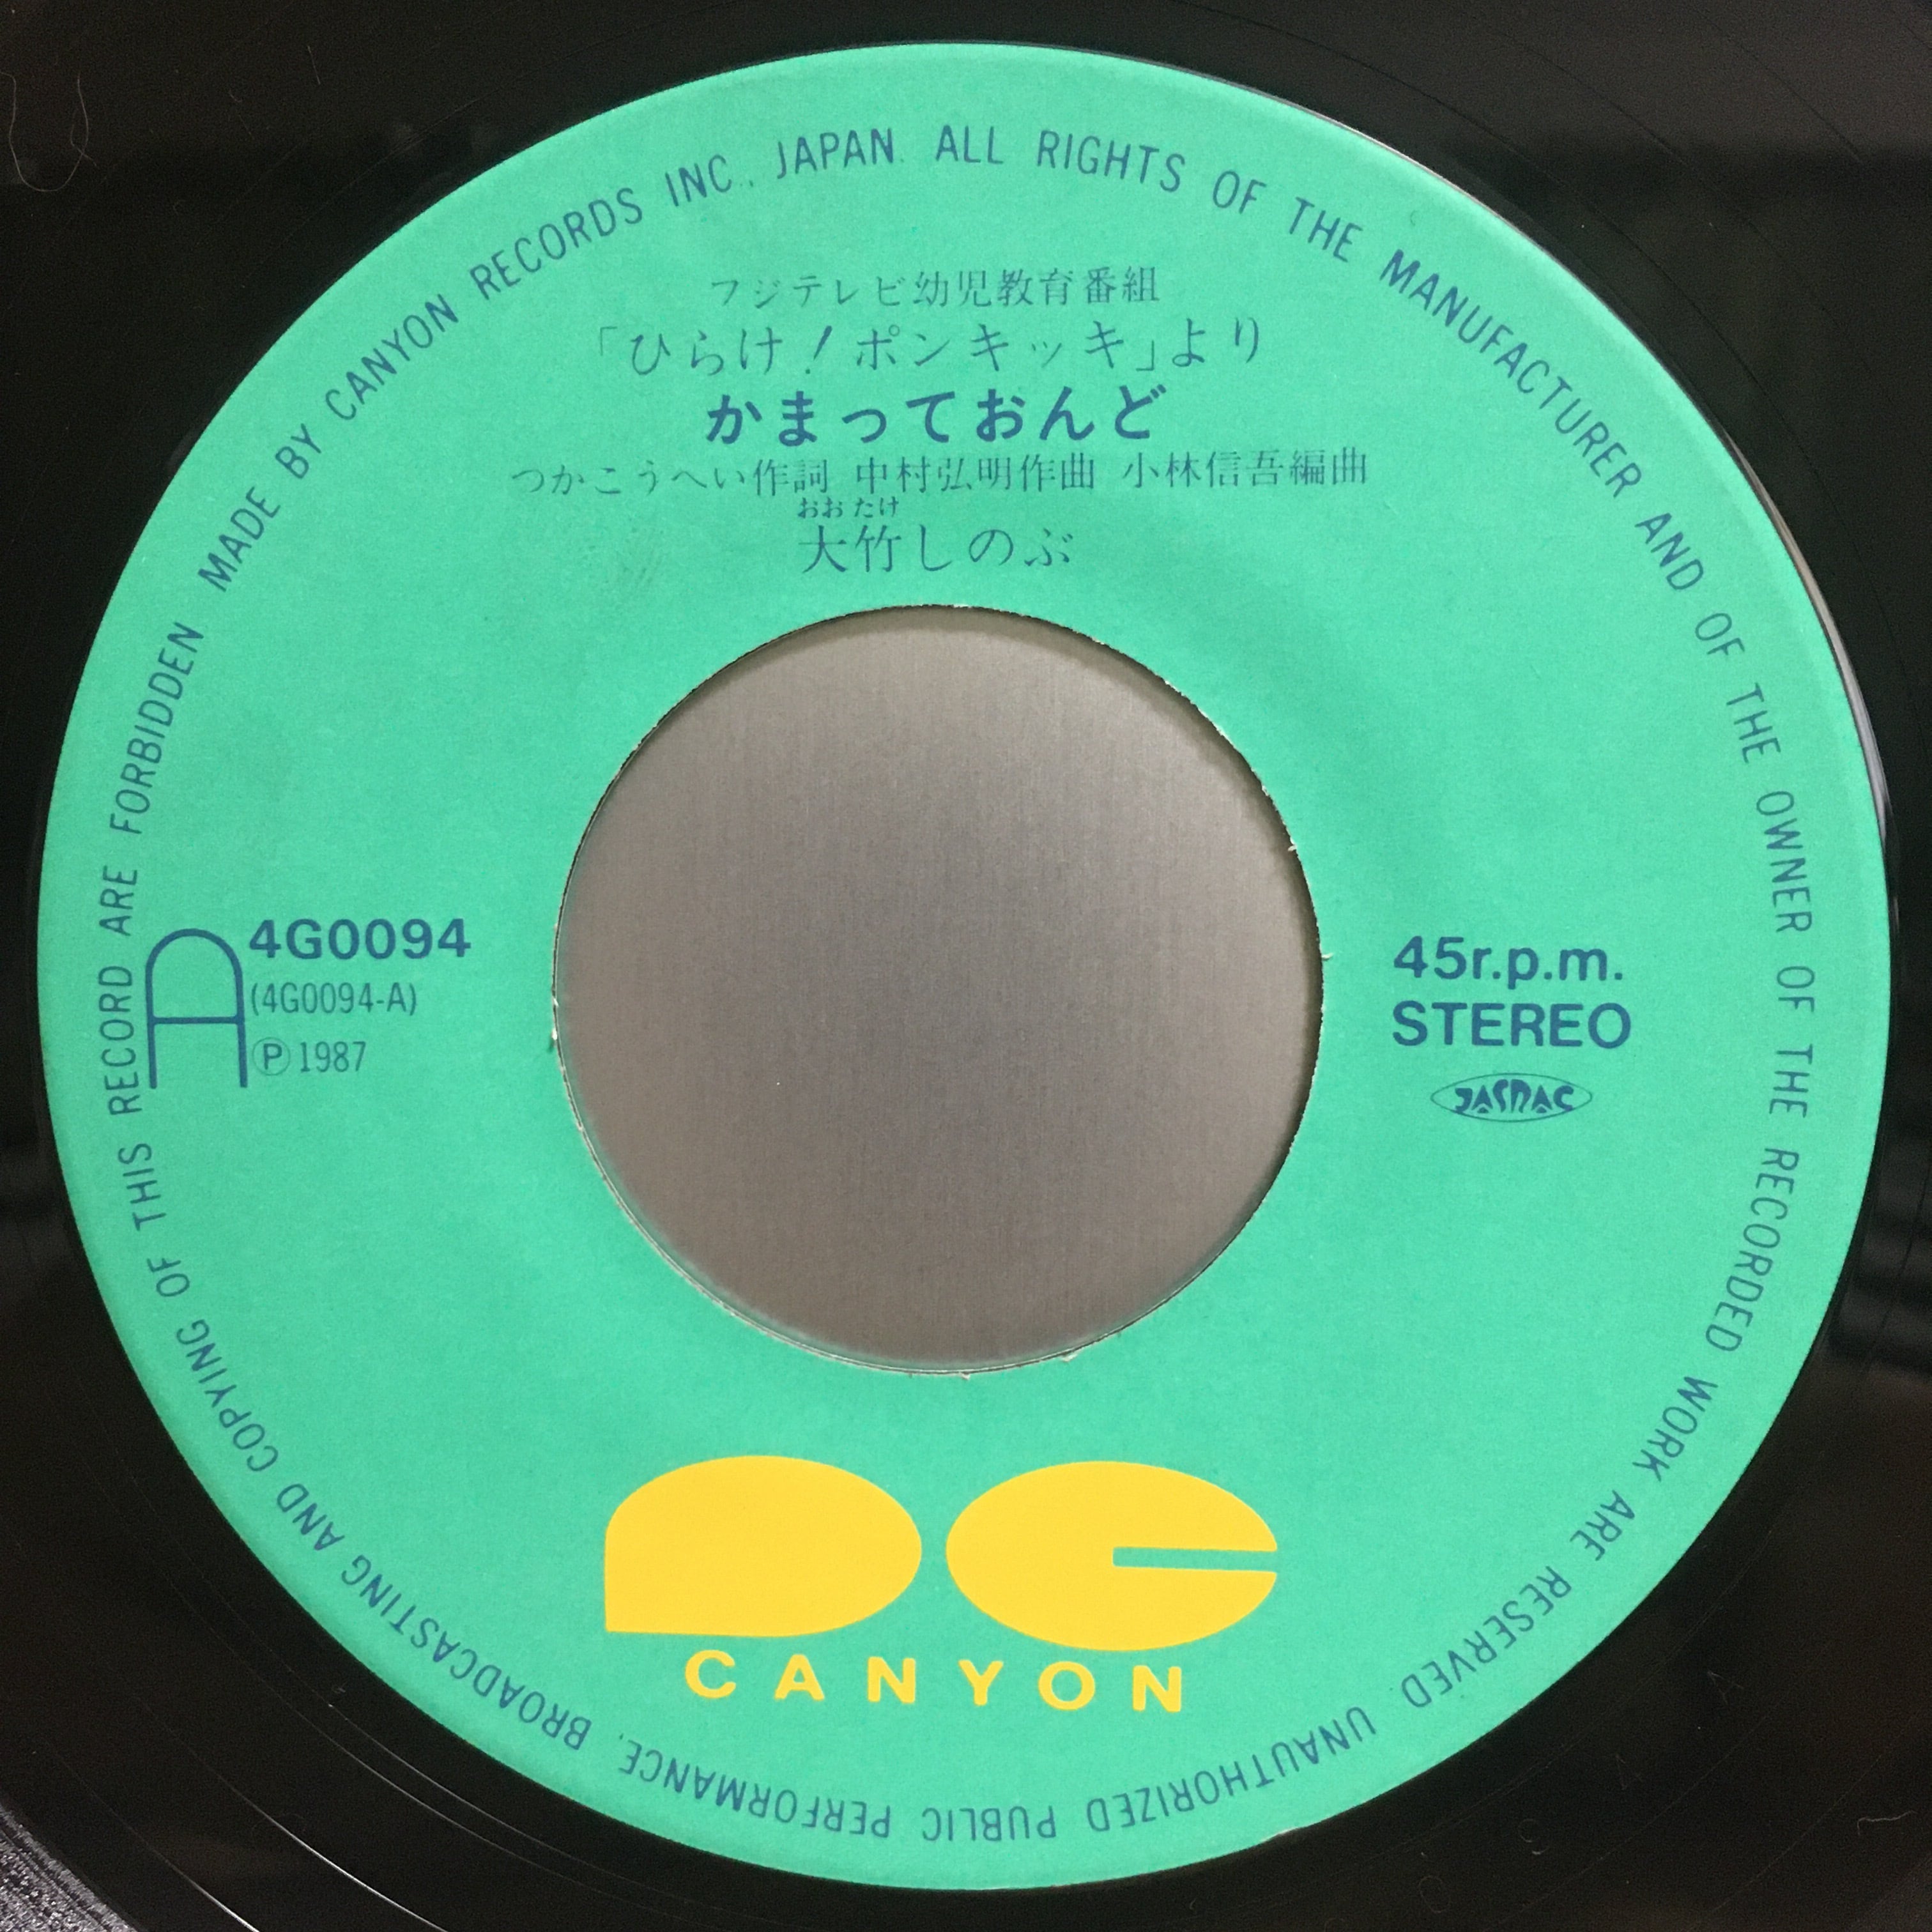 MADE BY CANYON RECORDS INC., JAPAN. ALL RIGHTS OF THE MANUFACTURER AND OF THE OWNER OF THE RECORDED WORK ARE RESERVED UNAUTHORIZED PUBLIC PERFORMANCE, BROADCASTING AND COPYING OF THIS RECORD ARE FORBIDDEN
フジテレビ幼児教育番組
「ひらけ!ポンキッキ」より
かまっておんど
つかこうへい作詞 中村弘明作曲 小林信吾編曲
おお たけ
大竹しのぶ
A
4G0094
(4G0094-A)
Ⓟ1987
45r.p.m.
STEREO
JASRAC
PC
CANYON